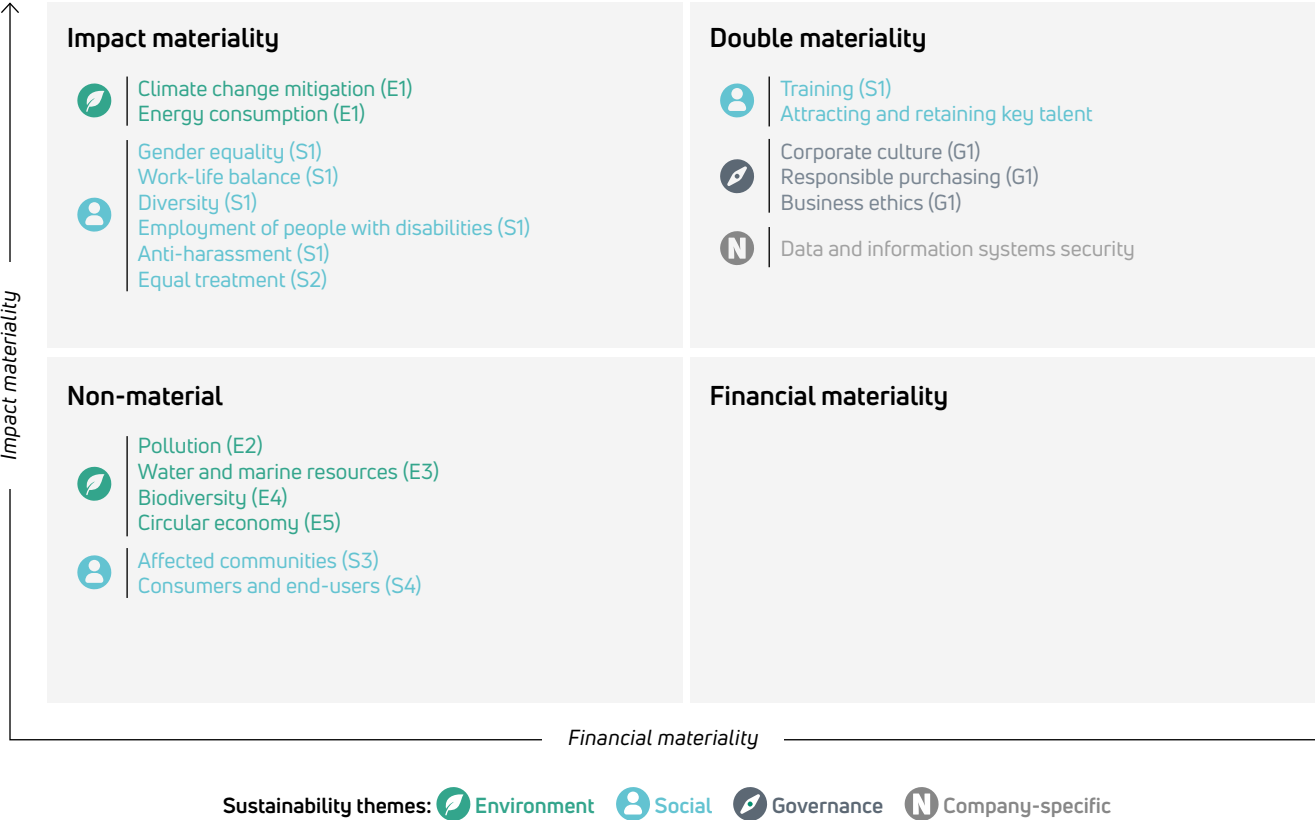 Impact materiality
Climate change mitigation (E1)
Energy consumption (E1)
Gender equality (S1)
Work-life balance (S1)
Diversity (S1)
Employment of people with disabilities (S1)
Anti-harassment (S1)
Equal treatment (S2)
Double materiality
Training (S1)
Attracting and retaining key talent
Corporate culture (G1)
Responsible purchasing (G1)
Business ethics (G1)
N
Data and information systems security
Impact materiality
Non-material
Pollution (E2)
Water and marine resources (E3)
Biodiversity (E4)
Circular economy (E5)
Affected communities (S3)
Consumers and end-users (S4)
Financial materiality
Financial materiality
Sustainability themes: Environment Social Governance N Company-specific